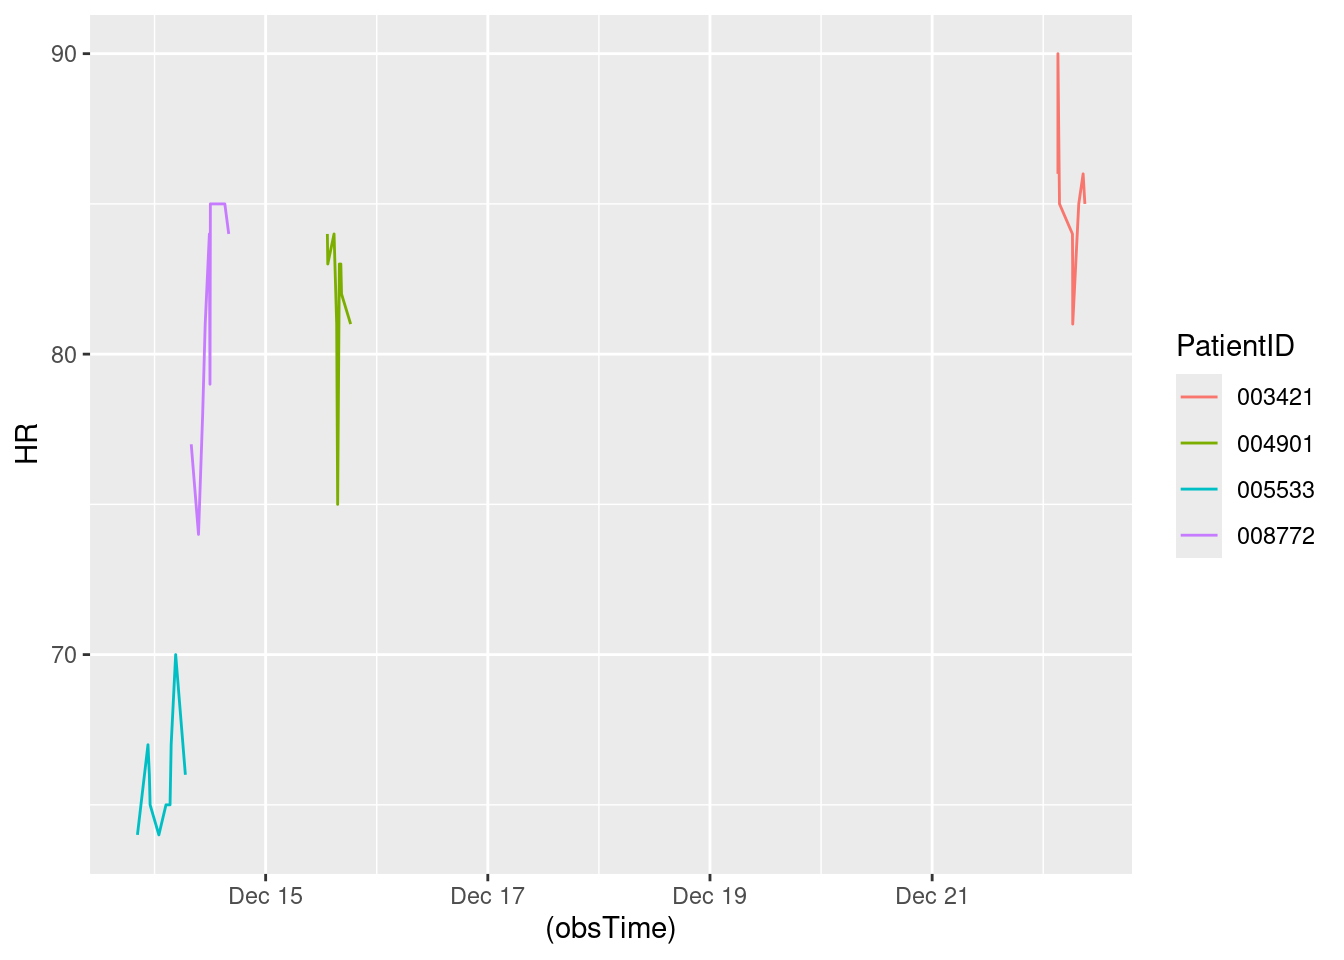 90
80
70
HR
Dec 15
Dec 17
Dec 19
Dec 21
(obsTime)
PatientID
003421
004901
005533
008772